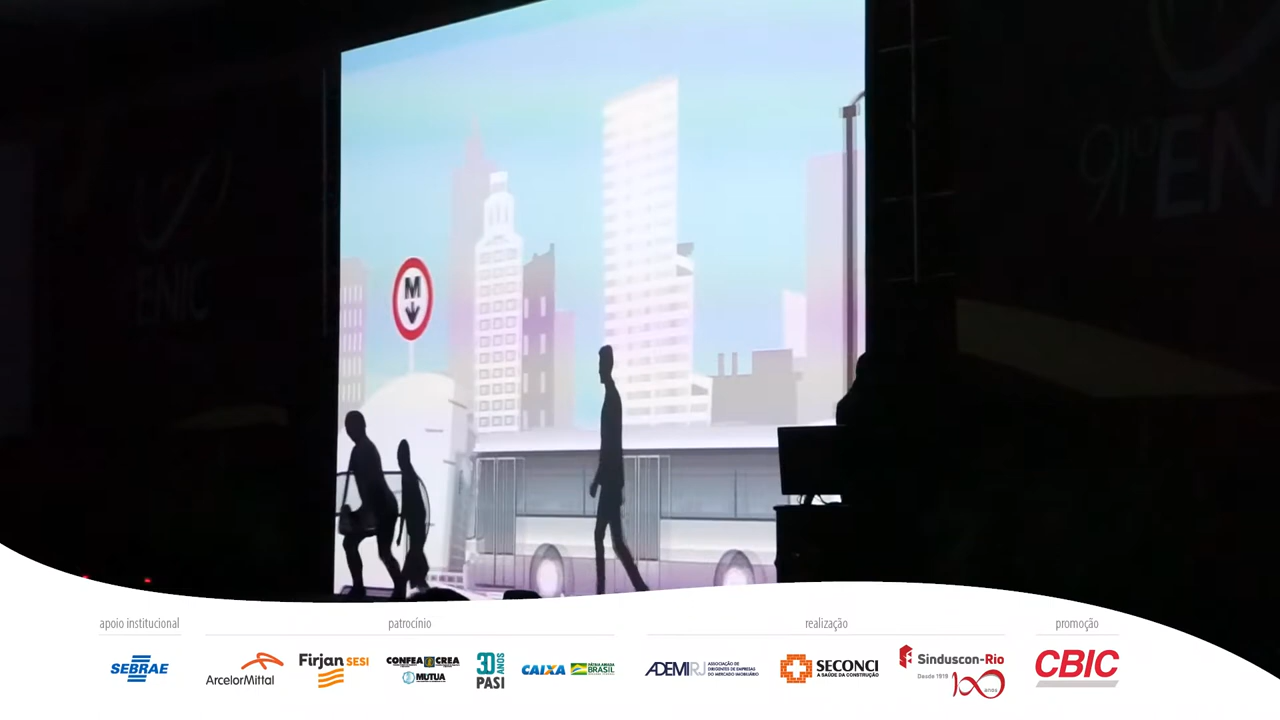 ENIC
91º EN
M
apoio institucional
patrocínio
realização
promoção
SEBRAE
ArcelorMittal
Firjan SESI
CONFEA CREA
MUTUA
30 ANOS
PASI
CAIXA
PÁTRIA AMADA
BRASIL
ADEMI RJ
ASSOCIAÇÃO DE
DIRIGENTES DE EMPRESAS
DO MERCADO IMOBILIÁRIO
SECONCI
A SAÚDE DA CONSTRUÇÃO
Sinduscon-Rio
Desde 1919
100 anos
CBIC